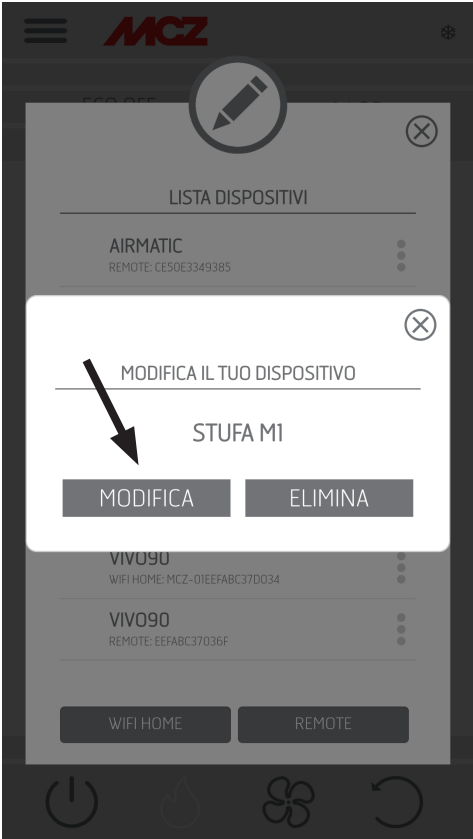 MCZ
LISTA DISPOSITIVI
AIRMATIC
REMOTE: CE50E3349385
MODIFICA IL TUO DISPOSITIVO
STUFA M1
MODIFICA
ELIMINA
VIVO90
WIFI HOME: MCZ-01EEFABC37D034
VIVO90
REMOTE: EEFABC37036F
WIFI HOME
REMOTE